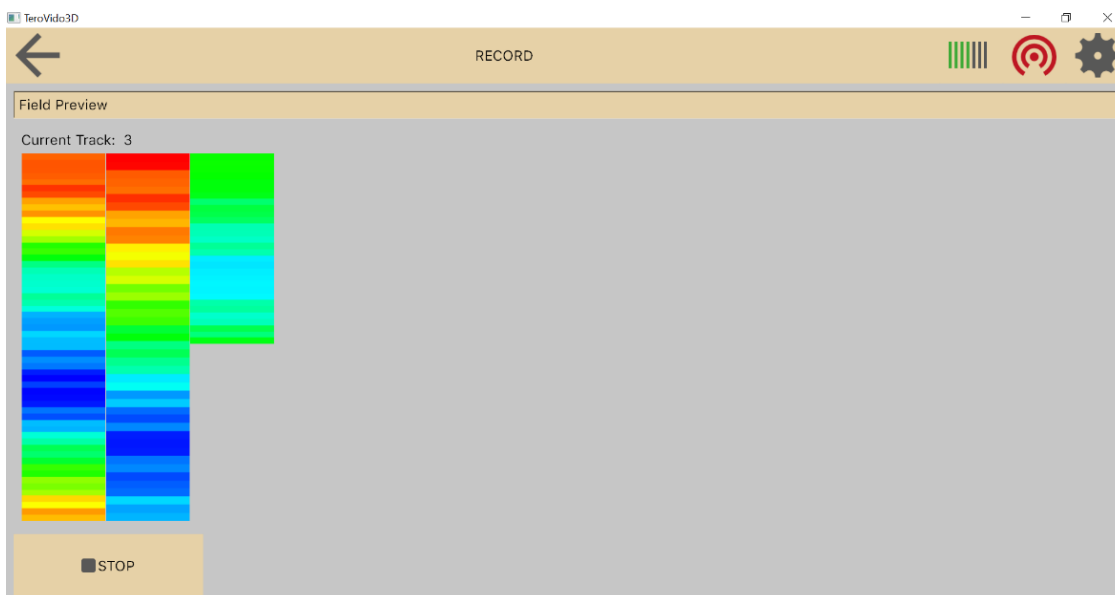 TeroVido3D
RECORD
Field Preview
Current Track: 3
STOP